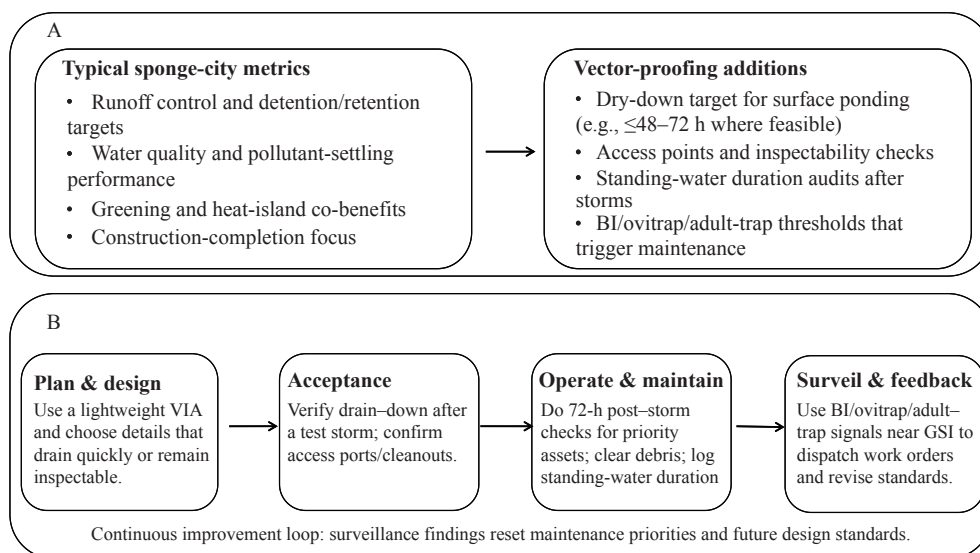 A
Typical sponge-city metrics
• Runoff control and detention/retention
targets
• Water quality and pollutant-settling
performance
• Greening and heat-island co-benefits
• Construction-completion focus
Vector-proofing additions
• Dry-down target for surface ponding
(e.g., ≤48–72 h where feasible)
• Access points and inspectability checks
• Standing-water duration audits after
storms
• BI/ovitrap/adult-trap thresholds that
trigger maintenance
B
Plan & design
Use a lightweight VIA
and choose details that
drain quickly or remain
inspectable.
Acceptance
Verify drain–down after
a test storm; confirm
access ports/cleanouts.
Operate & maintain
Do 72-h post–storm
checks for priority
assets; clear debris; log
standing-water duration
Surveil & feedback
Use BI/ovitrap/adult–
trap signals near GSI to
dispatch work orders
and revise standards.
Continuous improvement loop: surveillance findings reset maintenance priorities and future design standards.